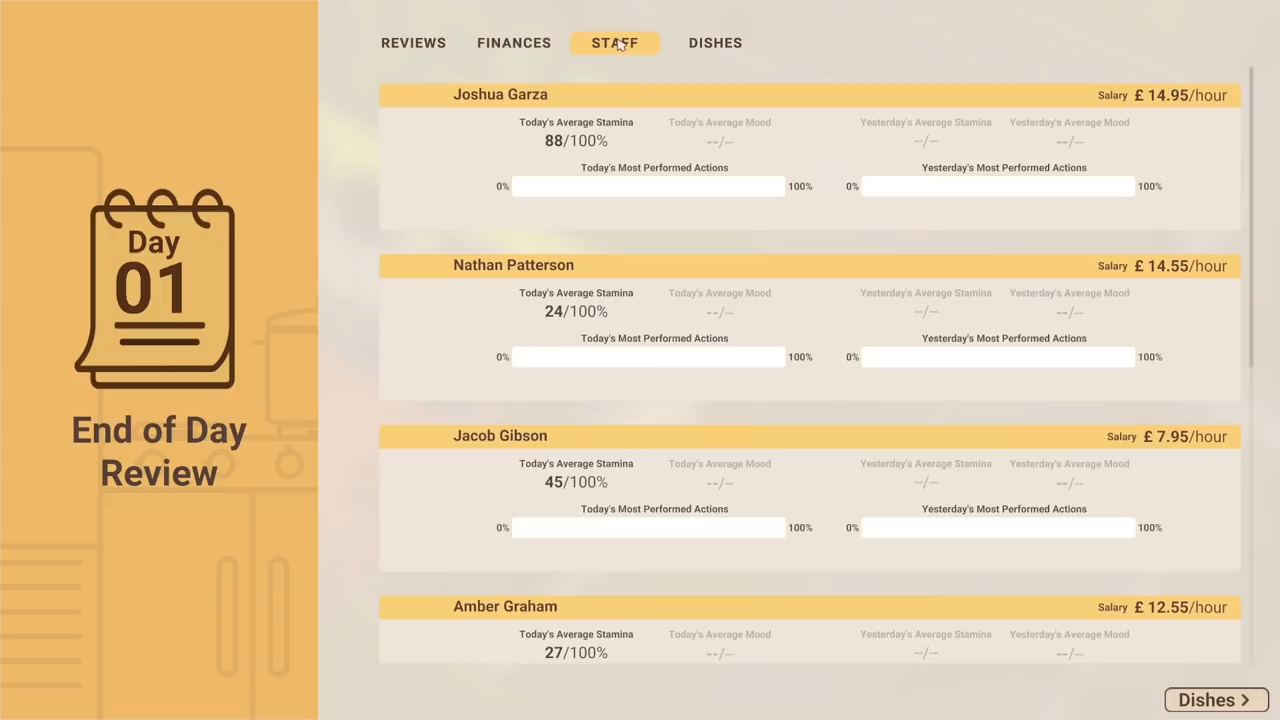 REVIEWS FINANCES STAFF DISHES
Day
01
End of Day
Review
Joshua Garza Salary £ 14.95/hour
Today's Average Stamina Today's Average Mood Yesterday's Average Stamina Yesterday's Average Mood
88/100% --/-- --/-- --/--
Today's Most Performed Actions Yesterday's Most Performed Actions
0% 100% 0% 100%
Nathan Patterson Salary £ 14.55/hour
Today's Average Stamina Today's Average Mood Yesterday's Average Stamina Yesterday's Average Mood
24/100% --/-- --/-- --/--
Today's Most Performed Actions Yesterday's Most Performed Actions
0% 100% 0% 100%
Jacob Gibson Salary £ 7.95/hour
Today's Average Stamina Today's Average Mood Yesterday's Average Stamina Yesterday's Average Mood
45/100% --/-- --/-- --/--
Today's Most Performed Actions Yesterday's Most Performed Actions
0% 100% 0% 100%
Amber Graham Salary £ 12.55/hour
Today's Average Stamina Today's Average Mood Yesterday's Average Stamina Yesterday's Average Mood
27/100% --/-- --/-- --/--
Dishes >